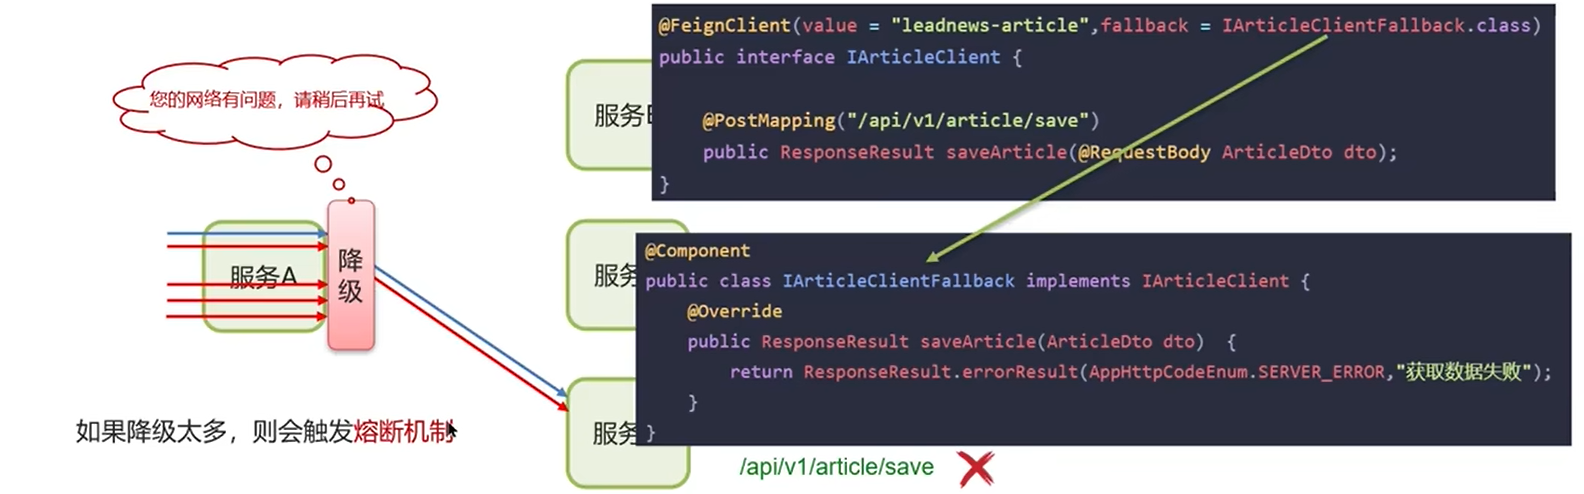 @FeignClient(value = "leadnews-article",fallback = IArticleClientFallback.class)
public interface IArticleClient {
@PostMapping("/api/v1/article/save")
public ResponseResult saveArticle(@RequestBody ArticleDto dto);
}
您的网络有问题，请稍后再试
服务
降级
服务A
服务
@Component
public class IArticleClientFallback implements IArticleClient {
@Override
public ResponseResult saveArticle(ArticleDto dto) {
return ResponseResult.errorResult(AppHttpCodeEnum.SERVER_ERROR,"获取数据失败");
}
}
如果降级太多，则会触发熔断机制
服务
/api/v1/article/save